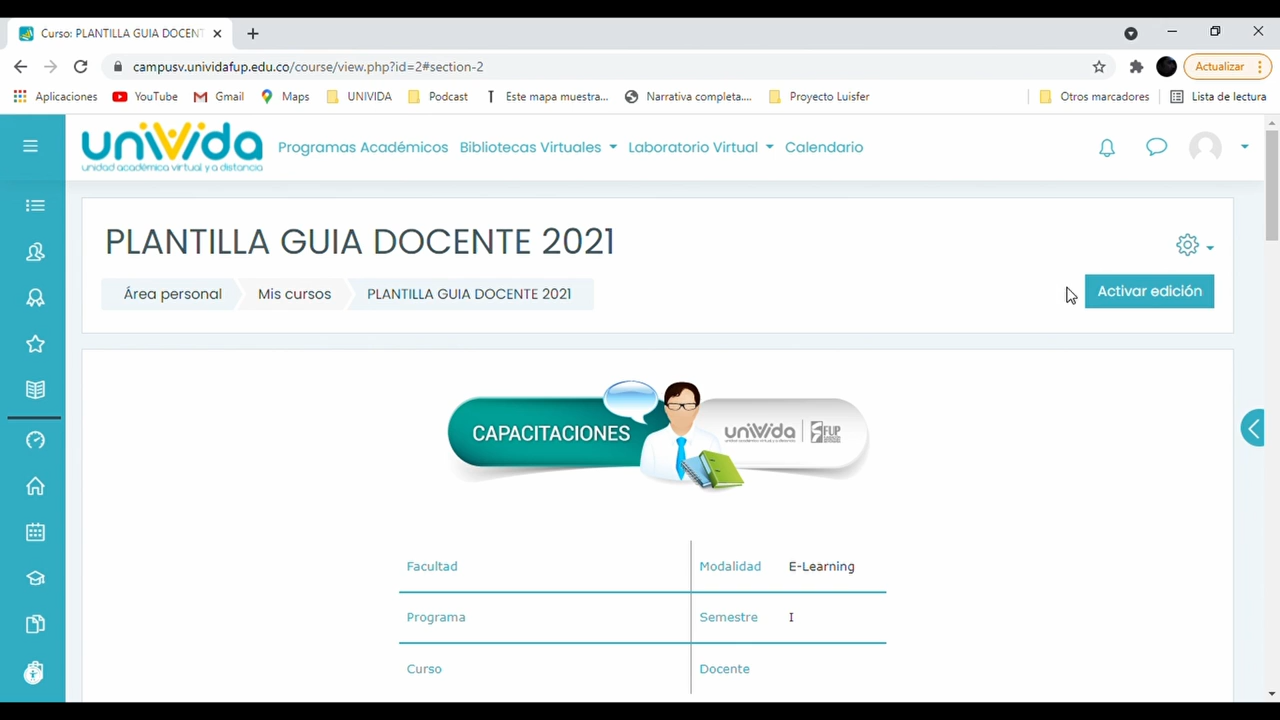 Curso: PLANTILLA GUIA DOCENT
campusv.unividafup.edu.co/course/view.php?id=2#section-2
Actualizar
Aplicaciones
YouTube
Gmail
Maps
UNIVIDA
Podcast
Este mapa muestra...
Narrativa completa....
Proyecto Luisfer
Otros marcadores
Lista de lectura
uniVida
unidad académica virtual y a distancia
Programas Académicos
Bibliotecas Virtuales
Laboratorio Virtual
Calendario
PLANTILLA GUIA DOCENTE 2021
Área personal
Mis cursos
PLANTILLA GUIA DOCENTE 2021
Activar edición
CAPACITACIONES
uniVida
FUP
Facultad
Modalidad
E-Learning
Programa
Semestre
I
Curso
Docente